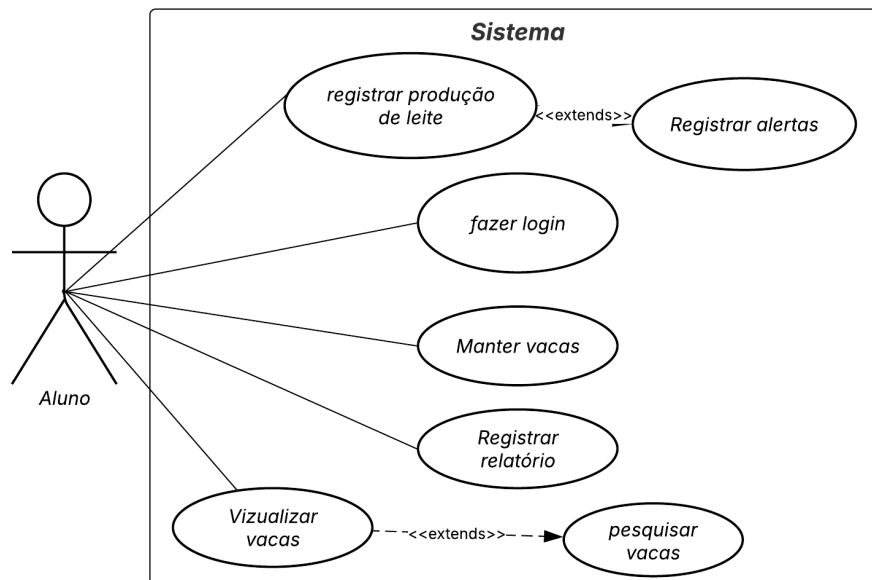 Sistema
registrar produção
de leite
<<extends>>
Registrar alertas
fazer login
Manter vacas
Aluno
Registrar
relatório
Vizualizar
vacas
<<extends>>
pesquisar
vacas